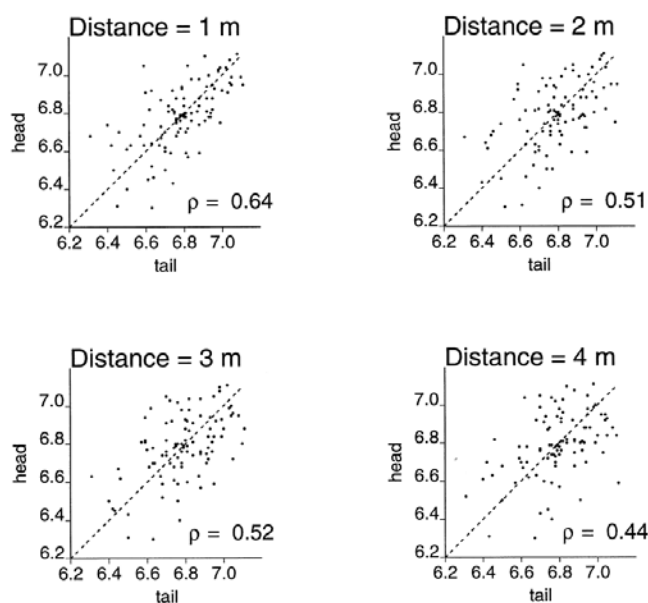 Distance = 1 m
head
7.0
6.8
6.6
6.4
6.2
6.2 6.4 6.6 6.8 7.0
tail
ρ = 0.64
Distance = 2 m
head
7.0
6.8
6.6
6.4
6.2
6.2 6.4 6.6 6.8 7.0
tail
ρ = 0.51
Distance = 3 m
head
7.0
6.8
6.6
6.4
6.2
6.2 6.4 6.6 6.8 7.0
tail
ρ = 0.52
Distance = 4 m
head
7.0
6.8
6.6
6.4
6.2
6.2 6.4 6.6 6.8 7.0
tail
ρ = 0.44